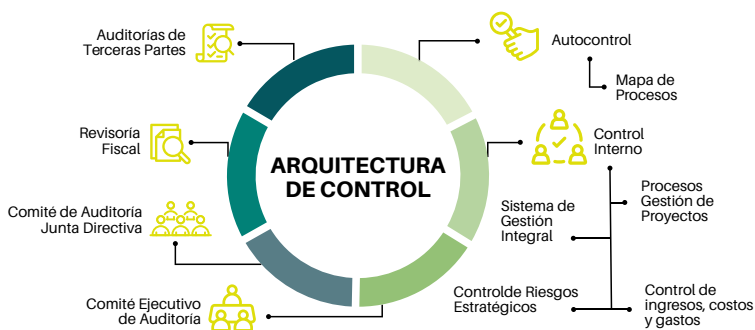 Auditorías de
Terceras Partes
Autocontrol
Mapa de
Procesos
Revisoría
Fiscal
Control
Interno
ARQUITECTURA
DE CONTROL
Procesos
Gestión de
Proyectos
Comité de Auditoría
Junta Directiva
Sistema de
Gestión
Integral
Comité Ejecutivo
de Auditoría
Controlde Riesgos
Estratégicos
Control de
ingresos, costos
y gastos